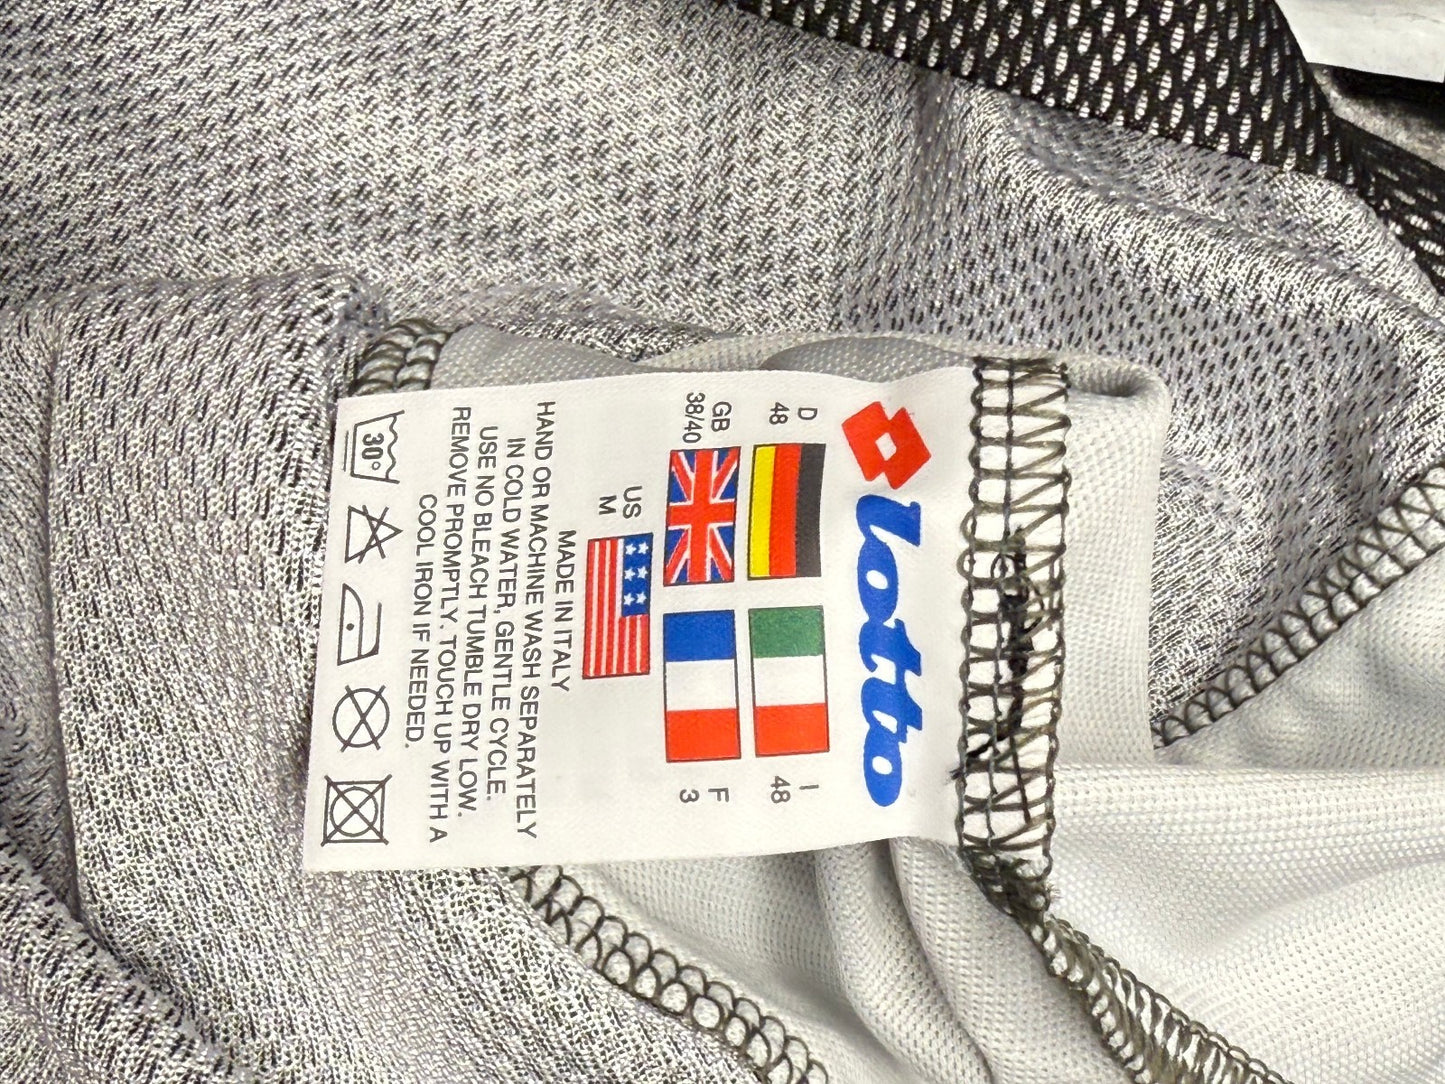 lotto
D
48
I
48
GB
38/40
F
3
US
M
MADE IN ITALY
HAND OR MACHINE WASH SEPARATELY
IN COLD WATER, GENTLE CYCLE.
USE NO BLEACH TUMBLE DRY LOW.
REMOVE PROMPTLY. TOUCH UP WITH A
COOL IRON IF NEEDED.
30°